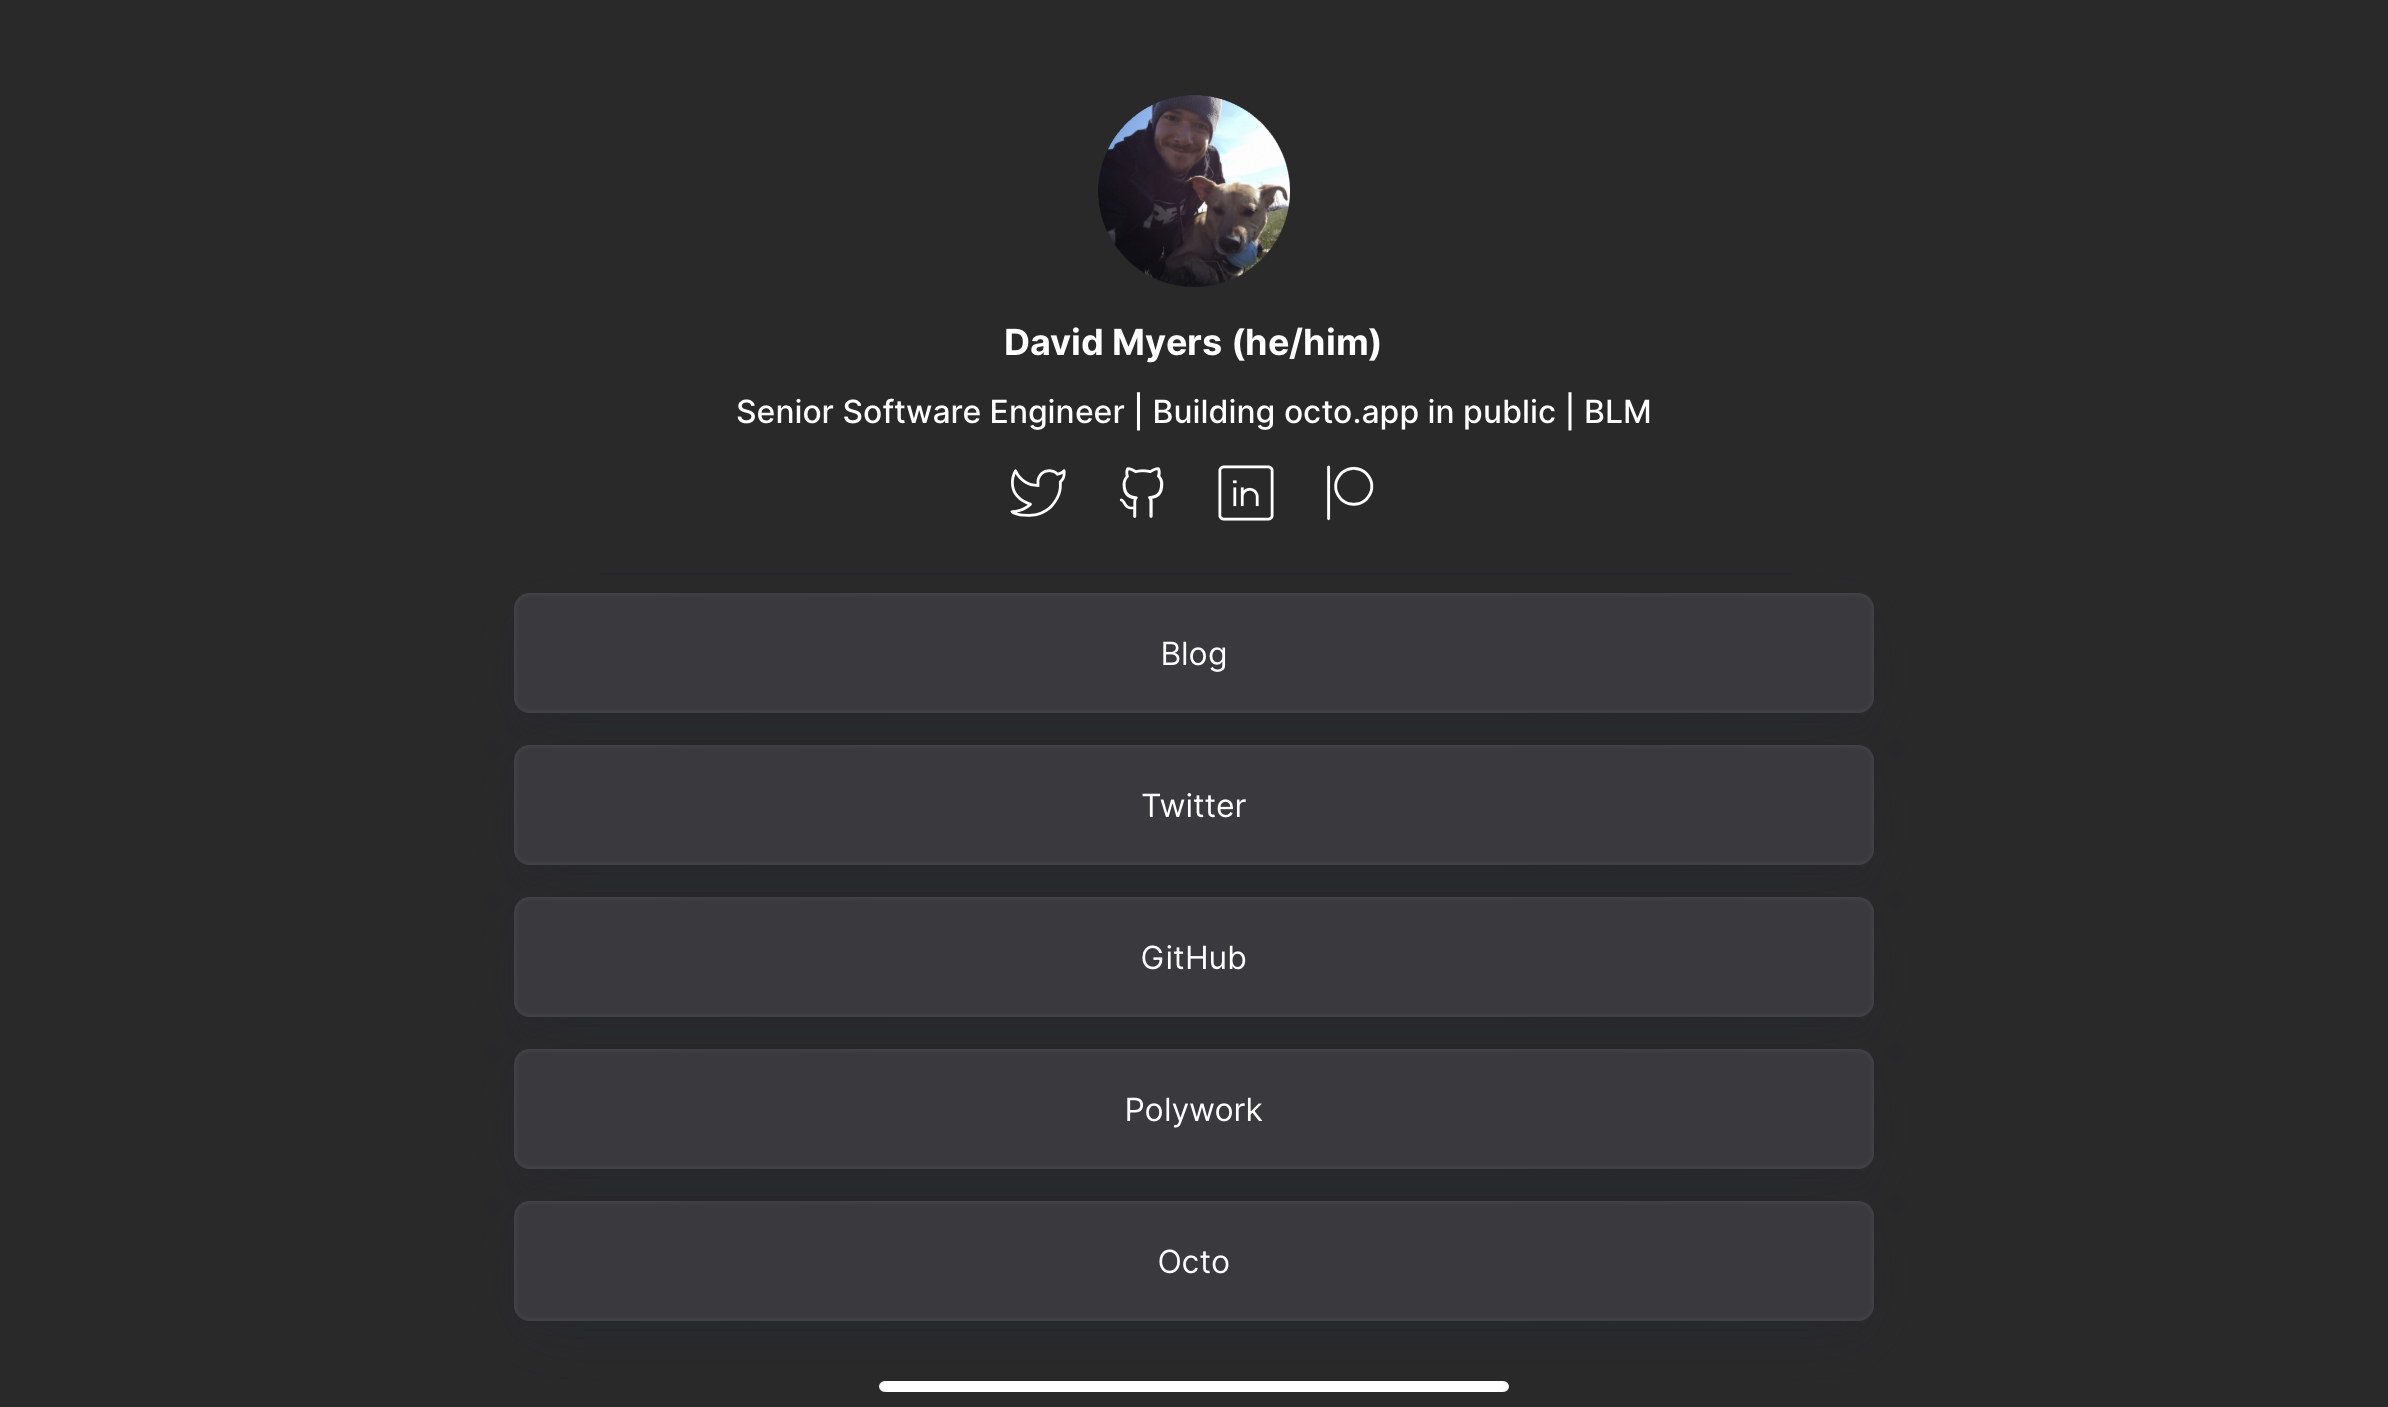 David Myers (he/him)
Senior Software Engineer | Building octo.app in public | BLM
in
Blog
Twitter
GitHub
Polywork
Octo